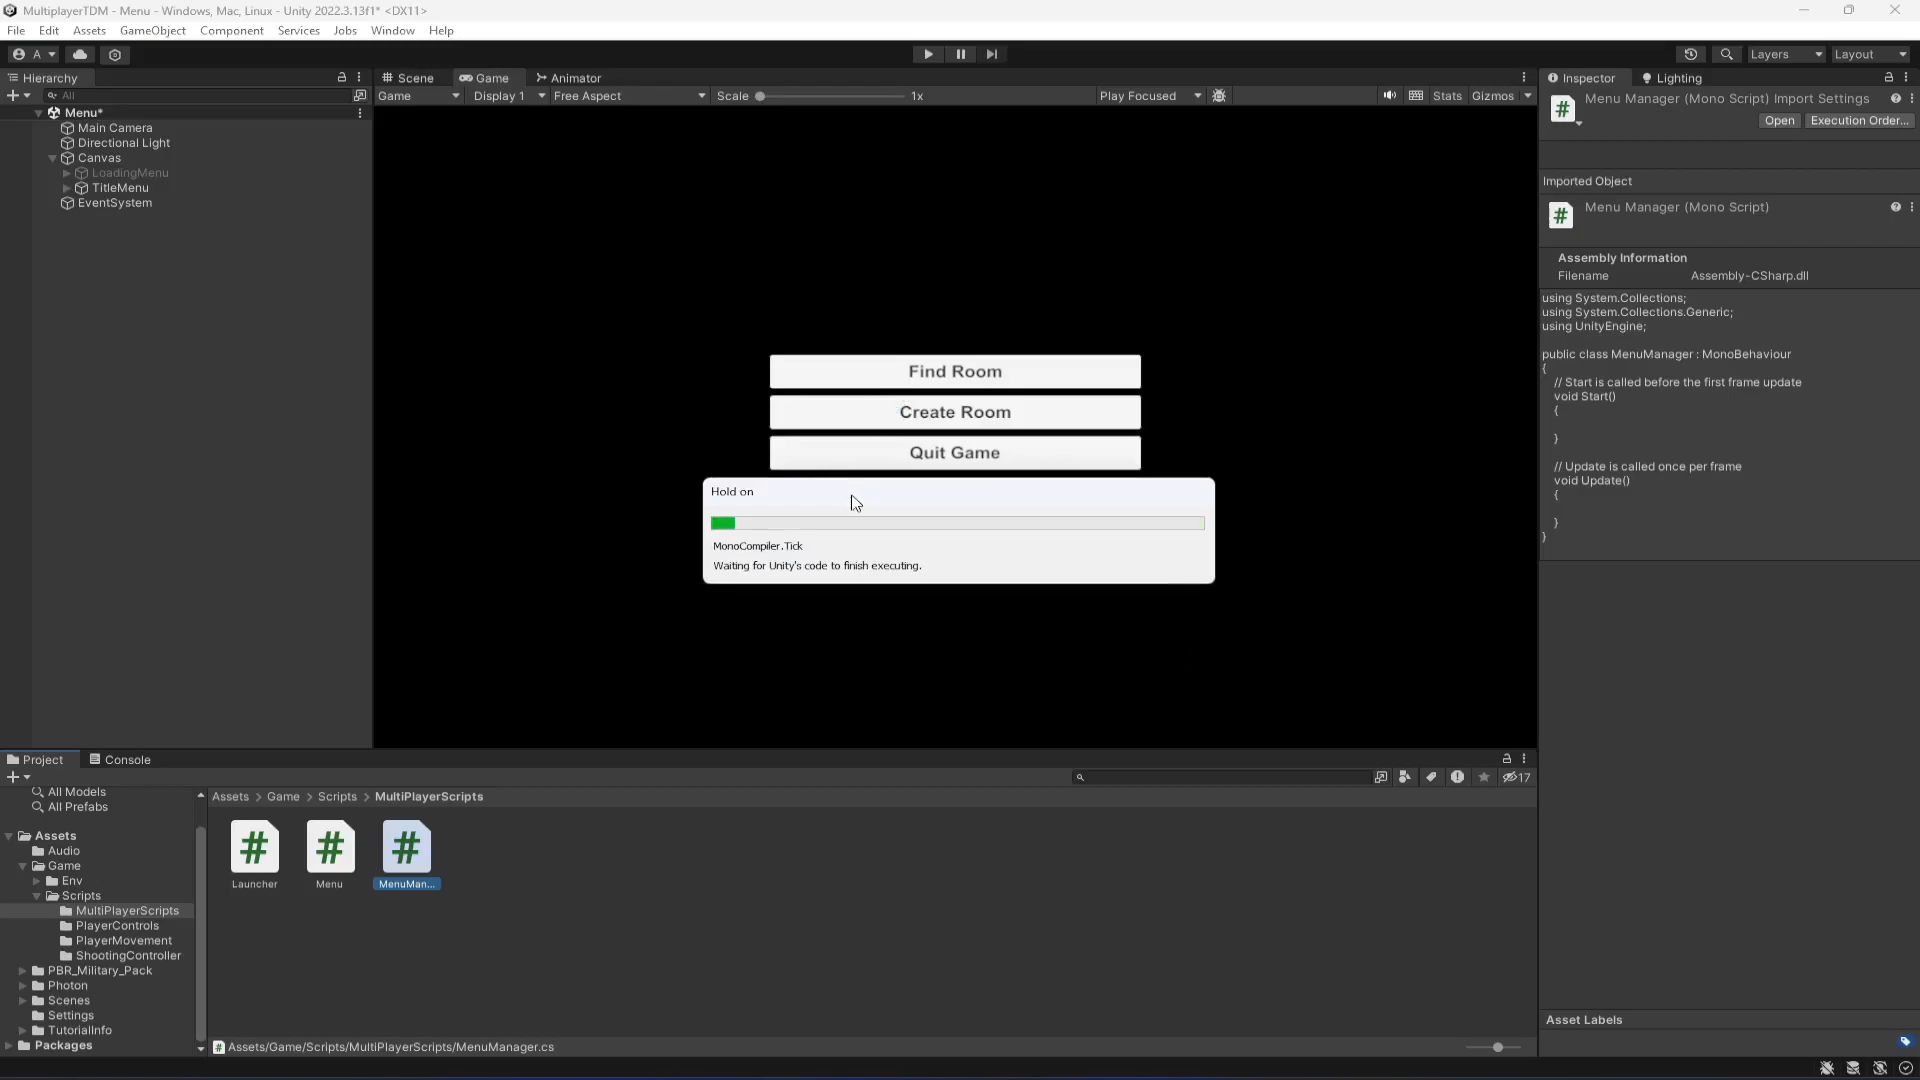 MultiplayerTDM - Menu - Windows, Mac, Linux - Unity 2022.3.13f1* <DX11>
File Edit Assets GameObject Component Services Jobs Window Help
A
Layers Layout
Hierarchy
All
Menu*
Main Camera
Directional Light
Canvas
LoadingMenu
TitleMenu
EventSystem
Scene Game Animator
Game Display 1 Free Aspect Scale 1x Play Focused Stats Gizmos
Find Room
Create Room
Quit Game
Hold on
MonoCompiler.Tick
Waiting for Unity's code to finish executing.
Inspector Lighting
Menu Manager (Mono Script) Import Settings
Open Execution Order...
Imported Object
Menu Manager (Mono Script)
Assembly Information
Filename Assembly-CSharp.dll
using System.Collections;
using System.Collections.Generic;
using UnityEngine;
public class MenuManager : MonoBehaviour
{
// Start is called before the first frame update
void Start()
{
}
// Update is called once per frame
void Update()
{
}
}
Asset Labels
Project Console
17
All Models
All Prefabs
Assets
Audio
Game
Env
Scripts
MultiPlayerScripts
PlayerControls
PlayerMovement
ShootingController
PBR_Military_Pack
Photon
Scenes
Settings
TutorialInfo
Packages
Assets > Game > Scripts > MultiPlayerScripts
# # #
Launcher Menu MenuMan...
Assets/Game/Scripts/MultiPlayerScripts/MenuManager.cs